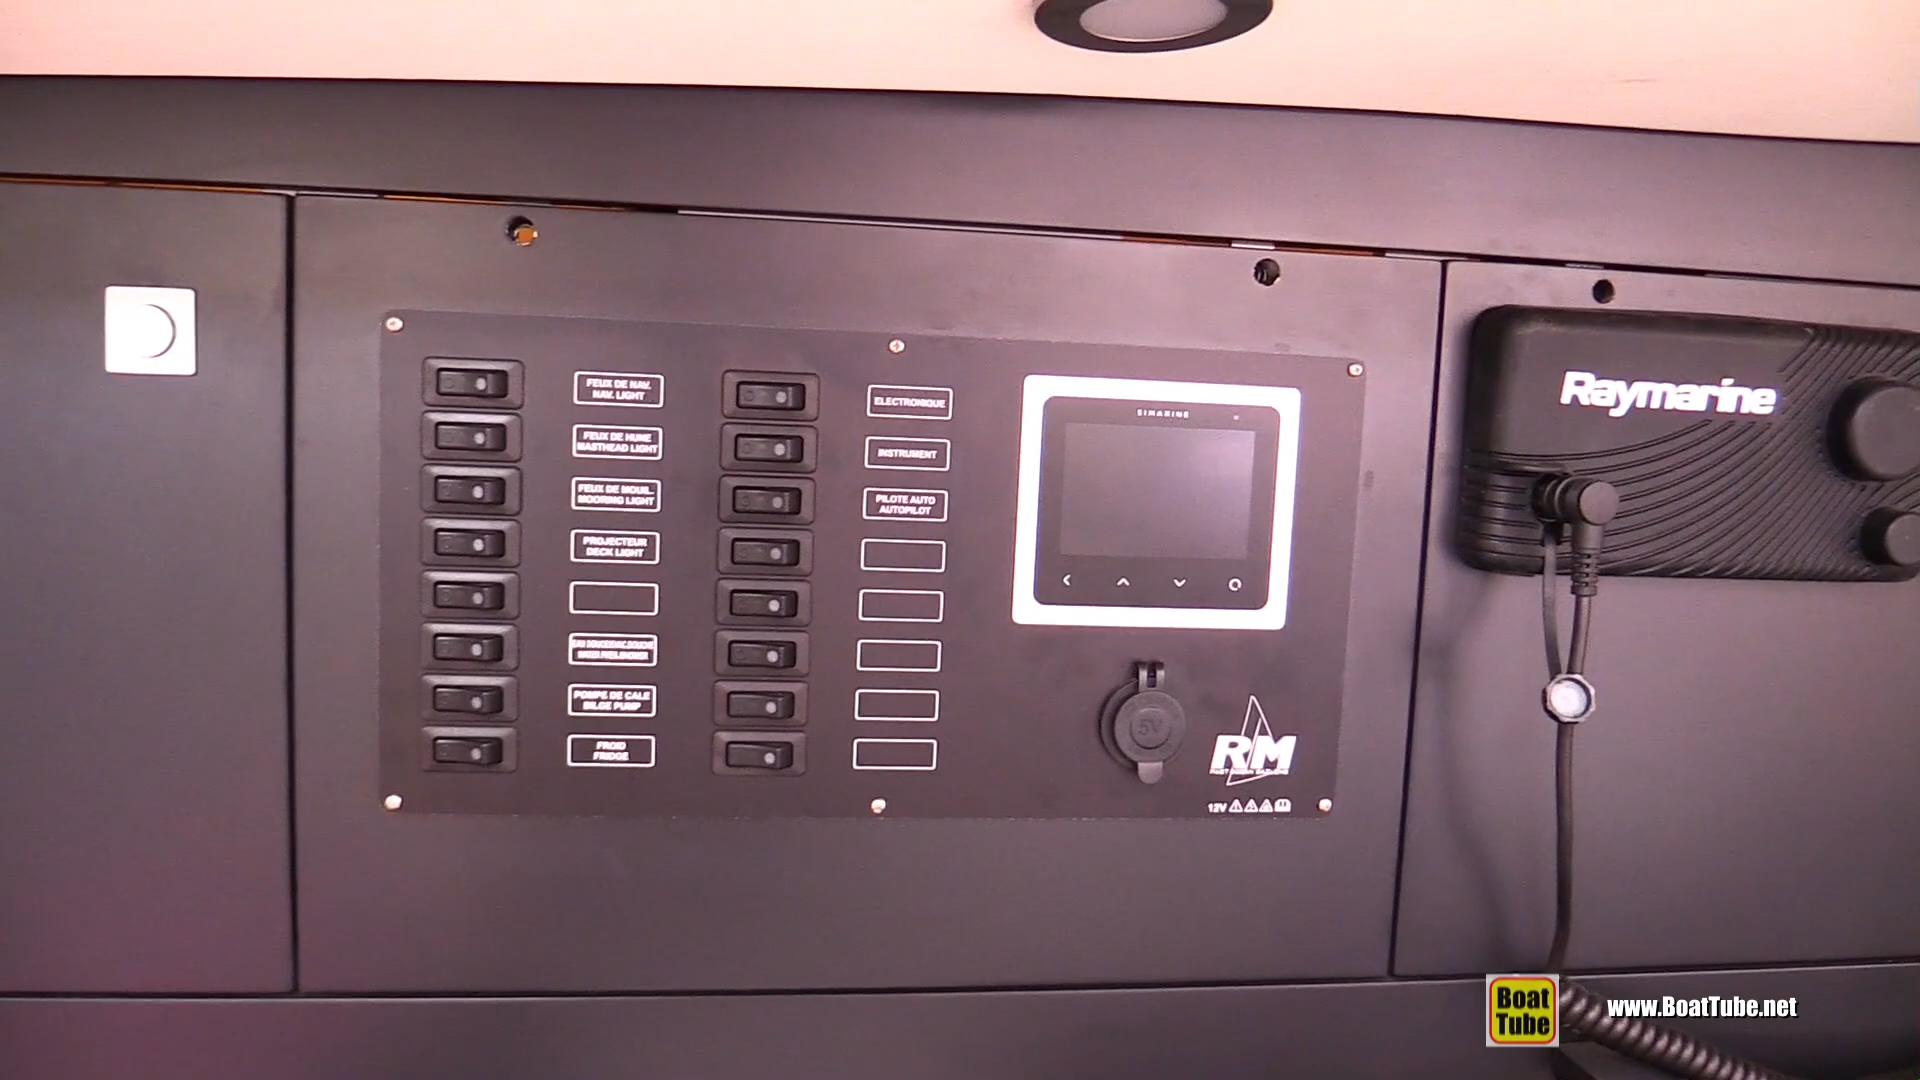 FEUX DE NAV.
NAV. LIGHT
FEUX DE HUNE
MASTHEAD LIGHT
FEUX DE MOUIL.
MOORING LIGHT
PROJECTEUR
DECK LIGHT
POMPE DE CALE
BILGE PUMP
FROID
FRIDGE
ELECTRONIQUE
INSTRUMENT
PILOTE AUTO
AUTOPILOT
SIMARINE
5V
RM
12V
Raymarine
Boat
Tube
www.BoatTube.net